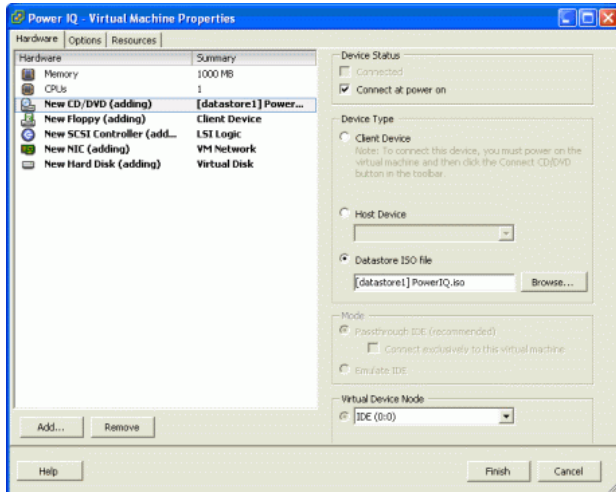 Power IQ - Virtual Machine Properties
Hardware Options Resources
Hardware Summary
Memory 1000 MB
CPUs 1
New CD/DVD (adding) [datastore1] Power...
New Floppy (adding) Client Device
New SCSI Controller (add... LSI Logic
New NIC (adding) VM Network
New Hard Disk (adding) Virtual Disk
Add... Remove
Device Status
Connected
Connect at power on
Device Type
Client Device
Note: To connect this device, you must power on the
virtual machine and then click the Connect CD/DVD
button in the toolbar.
Host Device
Datastore ISO file
[datastore1] PowerIQ.iso Browse...
Mode
Passthrough IDE (recommended)
Connect exclusively to this virtual machine
Emulate IDE
Virtual Device Node
IDE (0:0)
Help Finish Cancel